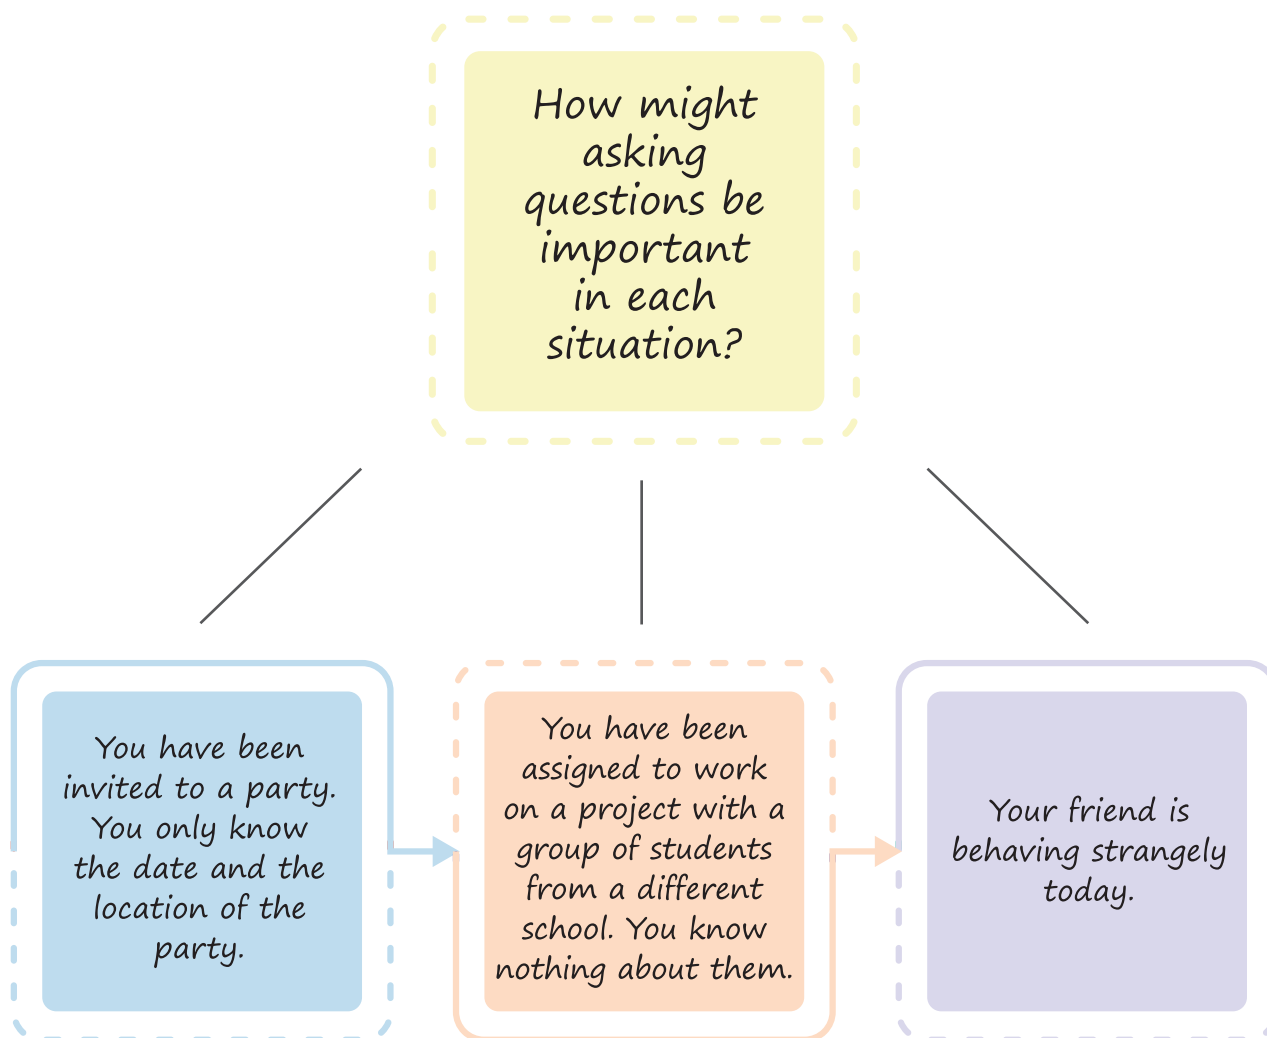 How might
asking
questions be
important
in each
situation?
You have been
invited to a party.
You only know
the date and the
location of the
party.
You have been
assigned to work
on a project with a
group of students
from a different
school. You know
nothing about them.
Your friend is
behaving strangely
today.